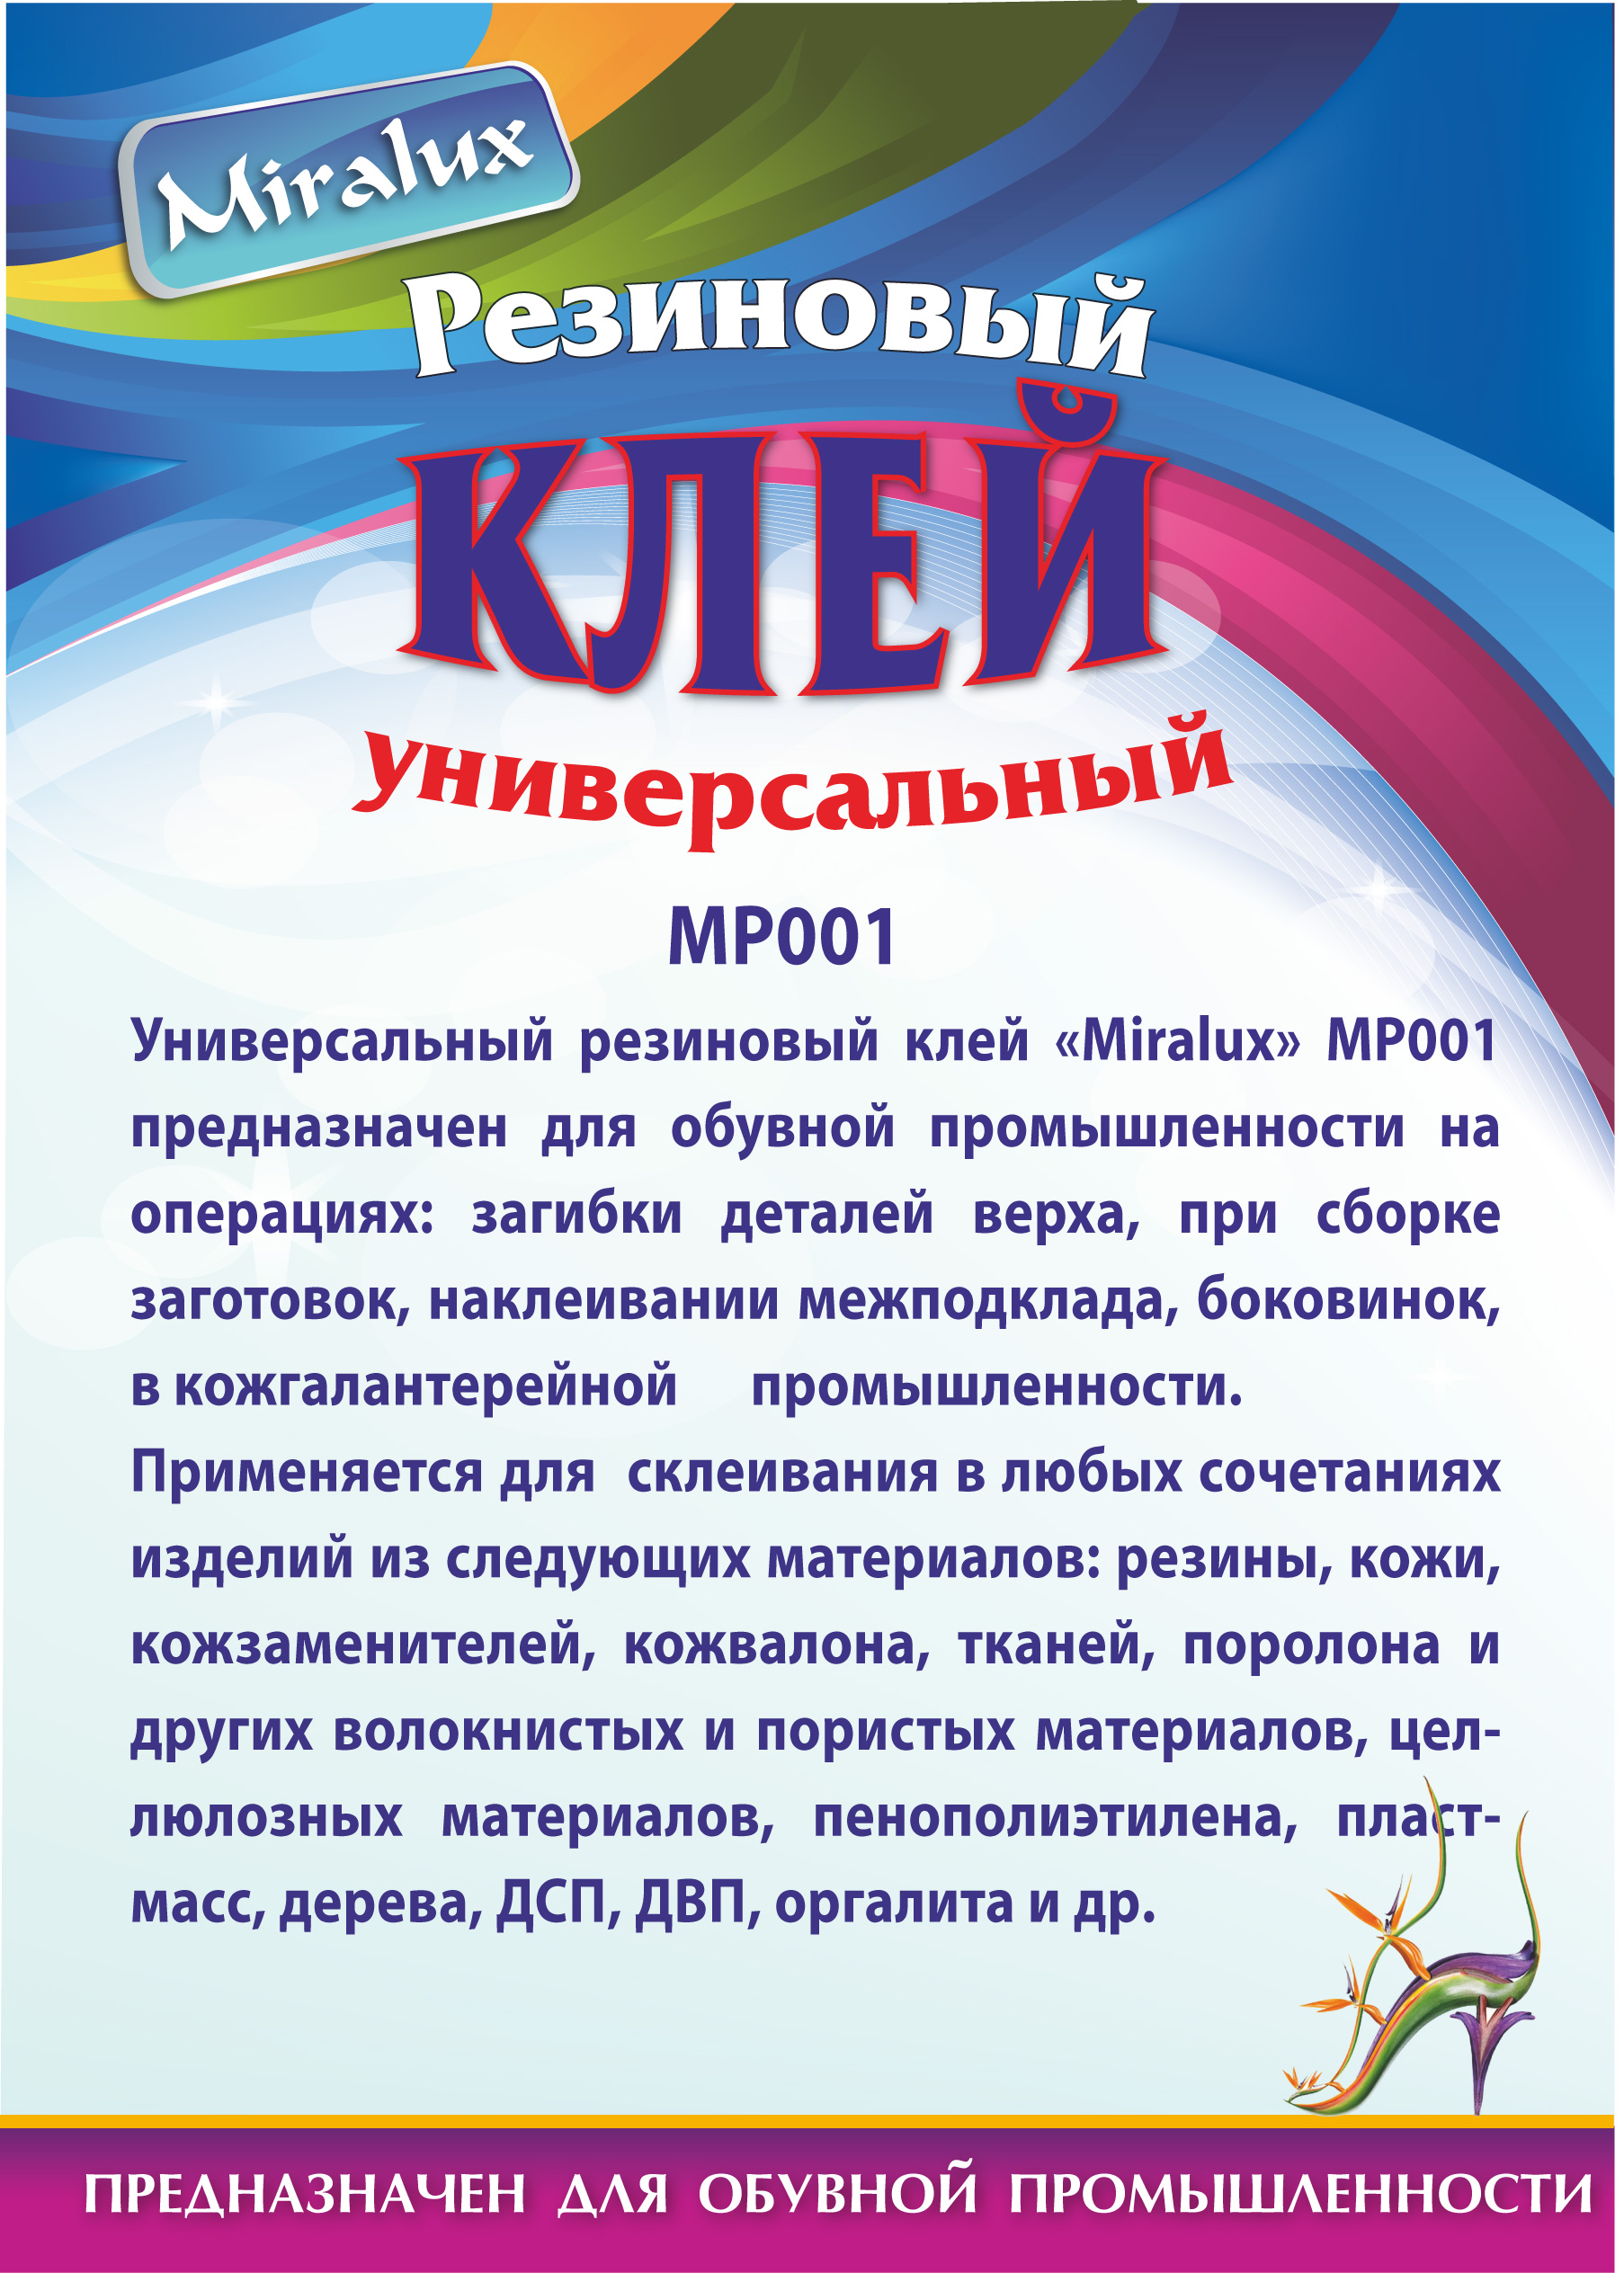 Miralux
Резиновый
КЛЕЙ
универсальный
МР001
Универсальный резиновый клей «Miralux» МР001
предназначен для обувной промышленности на
операциях: загибки деталей верха, при сборке
заготовок, наклеивании межподклада, боковинок,
в кожгалантерейной промышленности.
Применяется для склеивания в любых сочетаниях
изделий из следующих материалов: резины, кожи,
кожзаменителей, кожвалона, тканей, поролона и
других волокнистых и пористых материалов, цел-
люлозных материалов, пенополиэтилена, пласт-
масс, дерева, ДСП, ДВП, оргалита и др.
ПРЕДНАЗНАЧЕН ДЛЯ ОБУВНОЙ ПРОМЫШЛЕННОСТИ